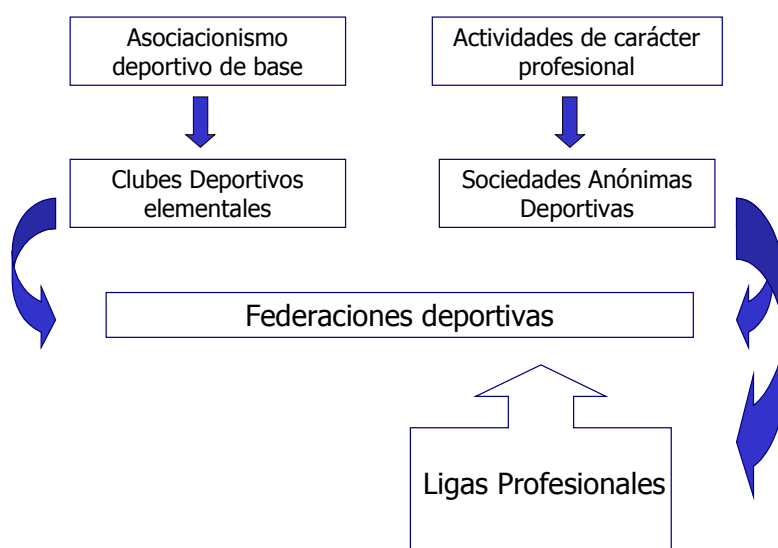 Asociacionismo
deportivo de base
Actividades de carácter
profesional
Clubes Deportivos
elementales
Sociedades Anónimas
Deportivas
Federaciones deportivas
Ligas Profesionales